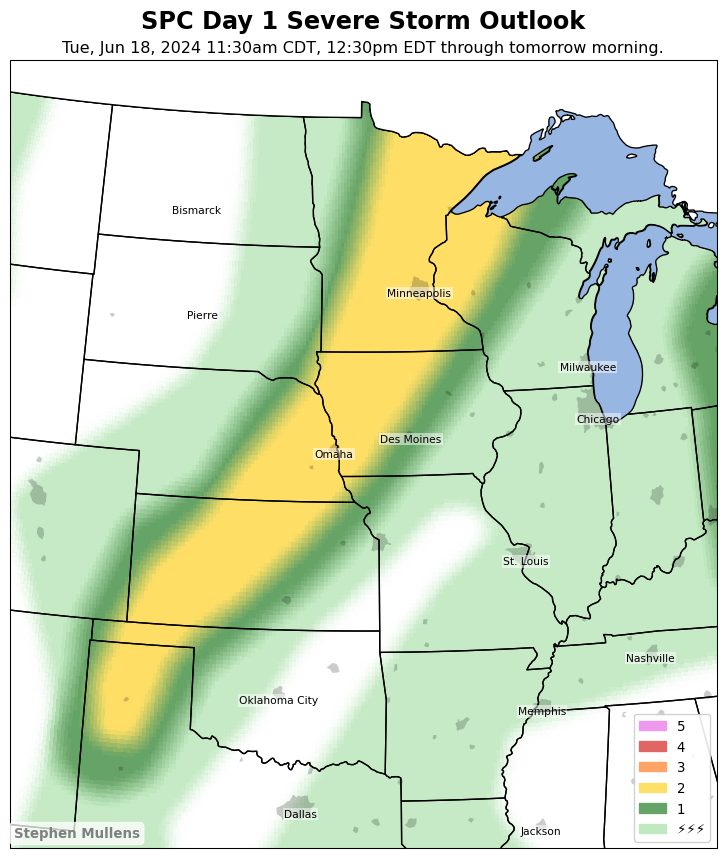 SPC Day 1 Severe Storm Outlook
Tue, Jun 18, 2024 11:30am CDT, 12:30pm EDT through tomorrow morning.
Bismarck
Minneapolis
Pierre
Milwaukee
Chicago
Des Moines
Omaha
St. Louis
Nashville
Oklahoma City
Memphis
5
4
3
2
1
⚡⚡⚡
Dallas
Stephen Mullens
Jackson